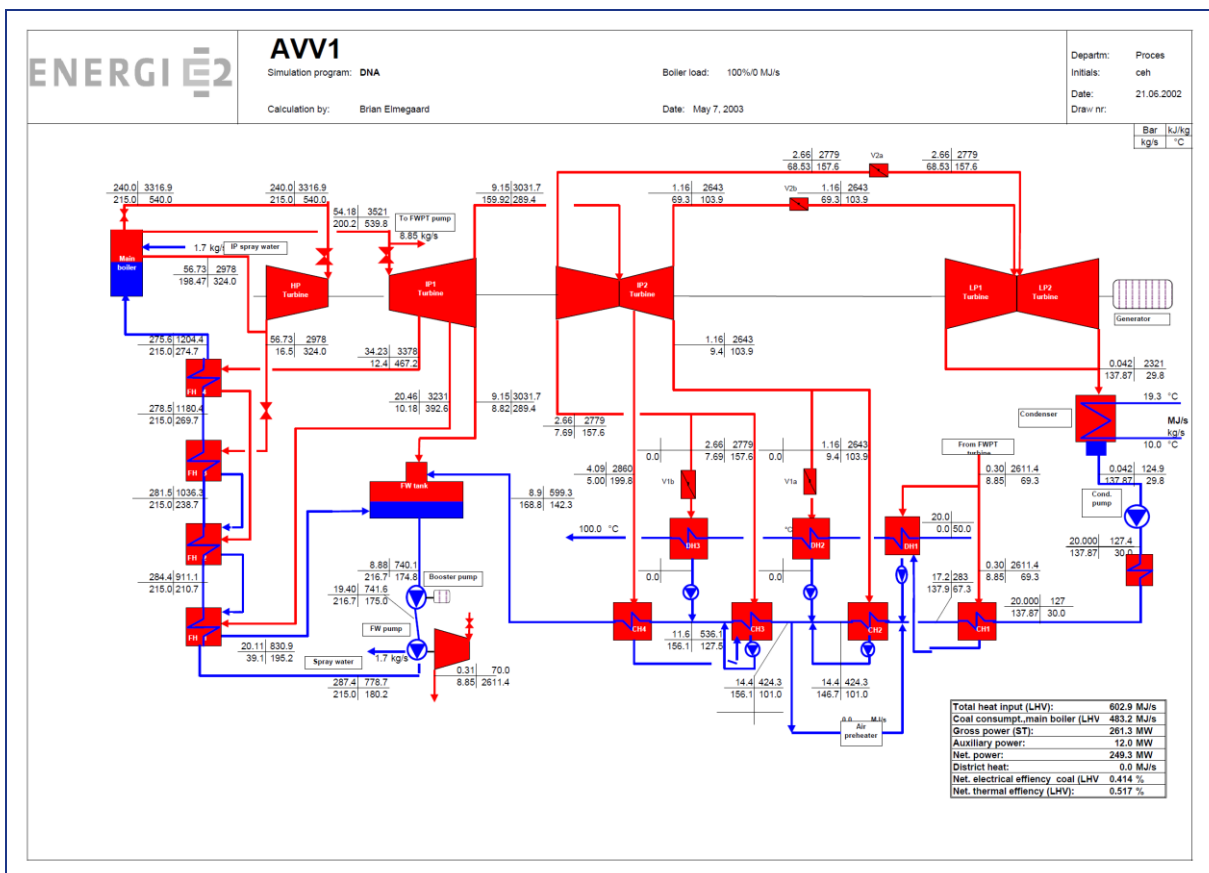 ENERGI E2
AVV1
Simulation program: DNA
Boiler load: 100%/0 MJ/s
Calculation by: Brian Elmegaard
Date: May 7, 2003
Departm: Proces
Initials: ceh
Date: 21.06.2002
Draw nr:
Bar kJ/kg
kg/s °C
2.66 2779
68.53 157.6
V2a
2.66 2779
68.53 157.6
240.0 3316.9
215.0 540.0
240.0 3316.9
215.0 540.0
9.15 3031.7
159.92 289.4
1.16 2643
69.3 103.9
V2b
1.16 2643
69.3 103.9
54.18 3521
200.2 539.8
To FWPT pump
8.85 kg/s
1.7 kg/s
IP spray water
Main
boiler
56.73 2978
198.47 324.0
HP
Turbine
IP1
Turbine
IP2
Turbine
LP1
Turbine
LP2
Turbine
Generator
275.6 1204.4
215.0 274.7
56.73 2978
16.5 324.0
34.23 3378
12.4 467.2
1.16 2643
9.4 103.9
0.042 2321
137.87 29.8
FH
20.46 3231
10.18 392.6
9.15 3031.7
8.82 289.4
2.66 2779
7.69 157.6
19.3 °C
Condenser
MJ/s
kg/s
10.0 °C
278.5 1180.4
215.0 269.7
FH
2.66 2779
0.0 7.69 157.6
1.16 2643
0.0 9.4 103.9
From FWPT
turbine
0.30 2611.4
8.85 69.3
0.042 124.9
137.87 29.8
4.09 2860
5.00 199.8
V1b
V1a
FW tank
8.9 599.3
168.8 142.3
281.5 1036.3
215.0 238.7
FH
100.0 °C
DH3
°C
DH2
20.0
0.0 50.0
DH1
Cond.
pump
20.000 127.4
137.87 30.0
8.88 740.1
216.7 174.8
Booster pump
0.0
0.0
0.30 2611.4
8.85 69.3
284.4 911.1
215.0 210.7
19.40 741.6
216.7 175.0
17.2 283
137.9 67.3
20.000 127
137.87 30.0
FH
FW pump
CH4
CH3
CH2
CH1
11.6 536.1
156.1 127.5
20.11 830.9
39.1 195.2
Spray water
1.7 kg/s
0.31 70.0
8.85 2611.4
287.4 778.7
215.0 180.2
14.4 424.3
156.1 101.0
14.4 424.3
146.7 101.0
0.0 MJ/s
Air
preheater
Total heat input (LHV): 602.9 MJ/s
Coal consumpt.,main boiler (LHV 483.2 MJ/s
Gross power (ST): 261.3 MW
Auxiliary power: 12.0 MW
Net. power: 249.3 MW
District heat: 0.0 MJ/s
Net. electrical effiency coal (LHV 0.414 %
Net. thermal effiency (LHV): 0.517 %